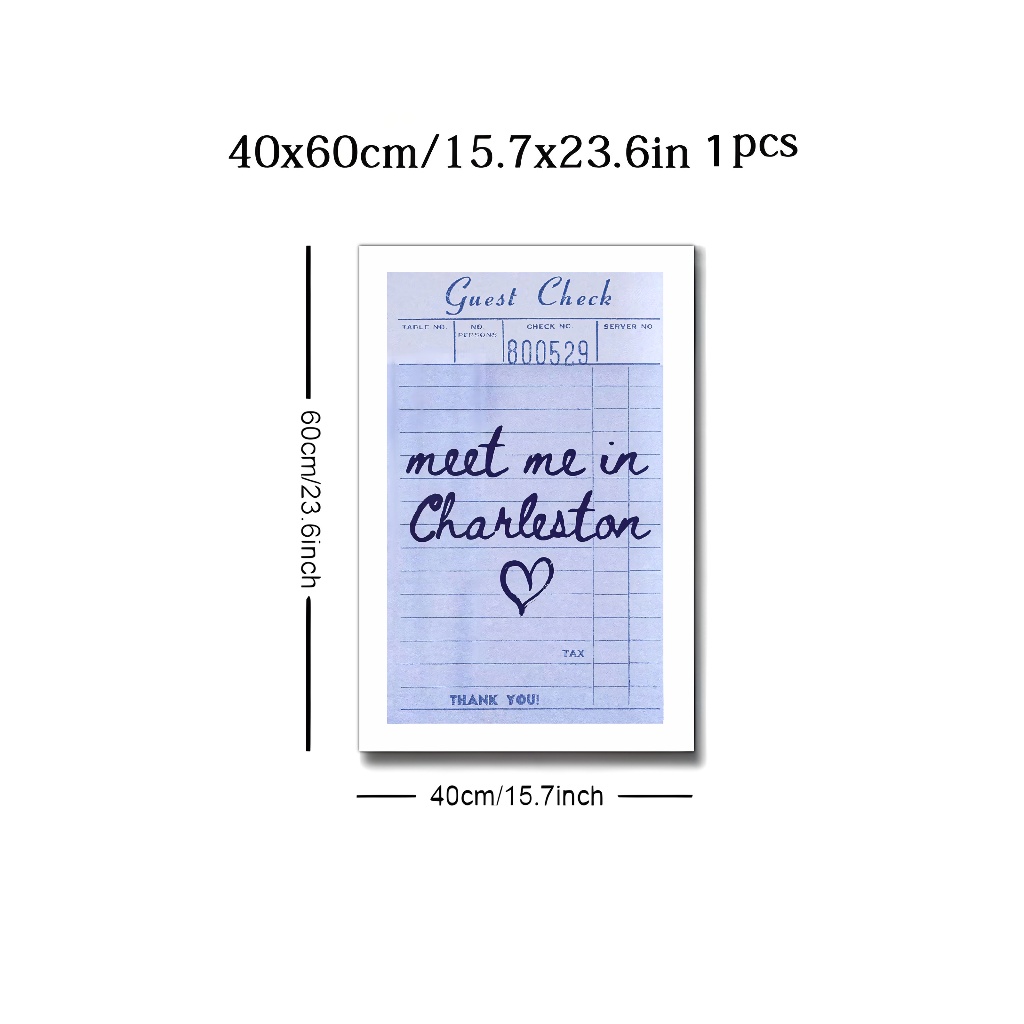 40x60cm/15.7x23.6in 1pcs
Guest Check
TABLE NO. NO. PERSONS CHECK NO. SERVER NO
800529
meet me in
Charleston
TAX
THANK YOU!
60cm/23.6inch
40cm/15.7inch